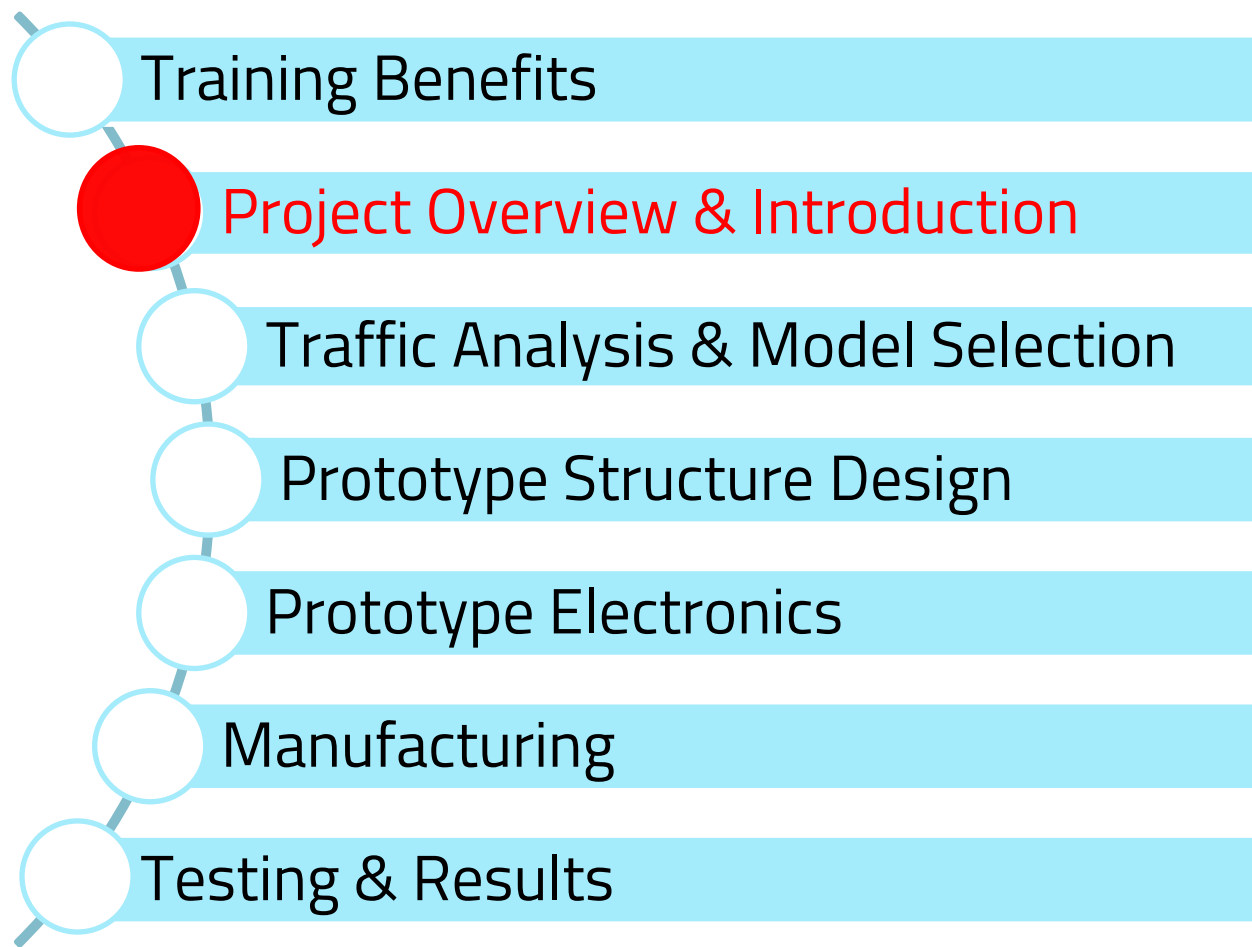 Training Benefits
Project Overview & Introduction
Traffic Analysis & Model Selection
Prototype Structure Design
Prototype Electronics
Manufacturing
Testing & Results